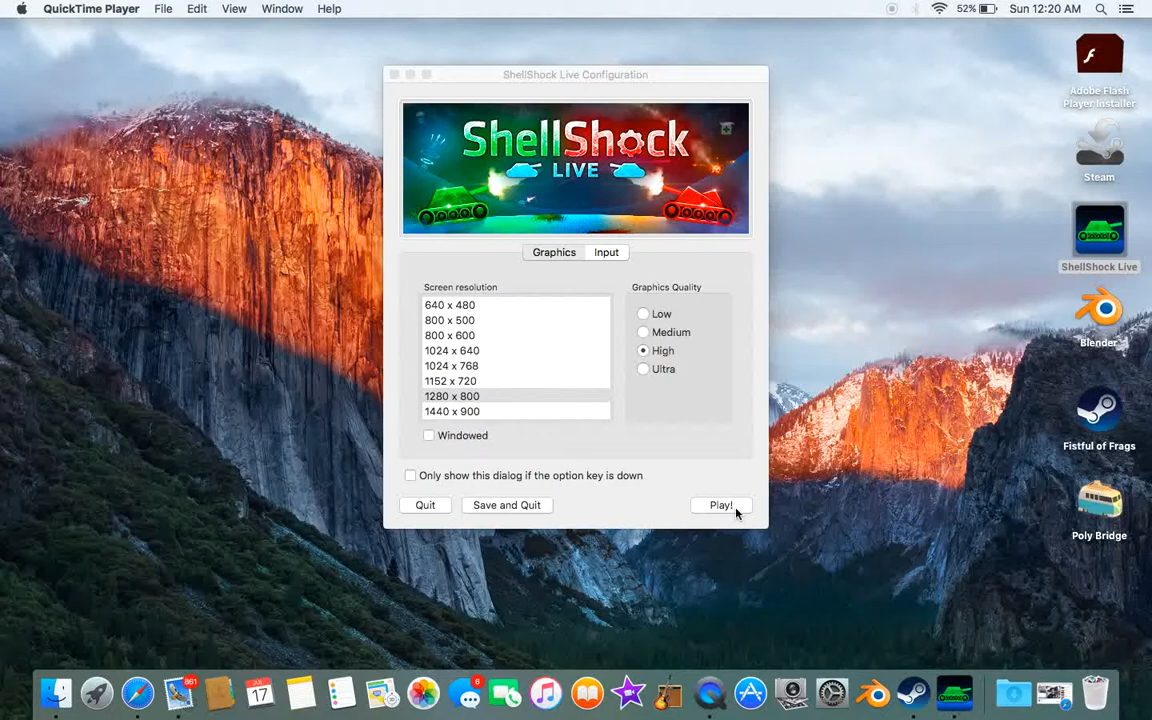 QuickTime Player File Edit View Window Help 52% Sun 12:20 AM
ShellShock Live Configuration
Adobe Flash
Player Installer
ShellShock
LIVE
Steam
Graphics Input
ShellShock Live
Screen resolution
Graphics Quality
640 x 480
800 x 500
800 x 600
1024 x 640
1024 x 768
1152 x 720
1280 x 800
1440 x 900
Low
Medium
High
Ultra
Blender
Windowed
Fistful of Frags
Only show this dialog if the option key is down
Quit Save and Quit Play!
Poly Bridge
861
6
JUL
17